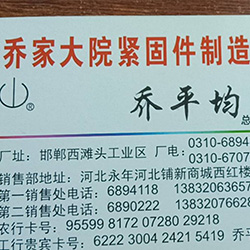 乔家大院紧固件制造
®
乔平均
总
0310-6894
厂址：邯郸西滩头工业区 厂电 0310-6707
销售部地址：河北永年河北铺新商城西红楼
第一销售处电话：6894118 13832063565
第二销售处电话：6890222 13832076628
农行卡号：95599 8172 07280 29218
工行贵宾卡号：6222 3004 2421 5419 乔